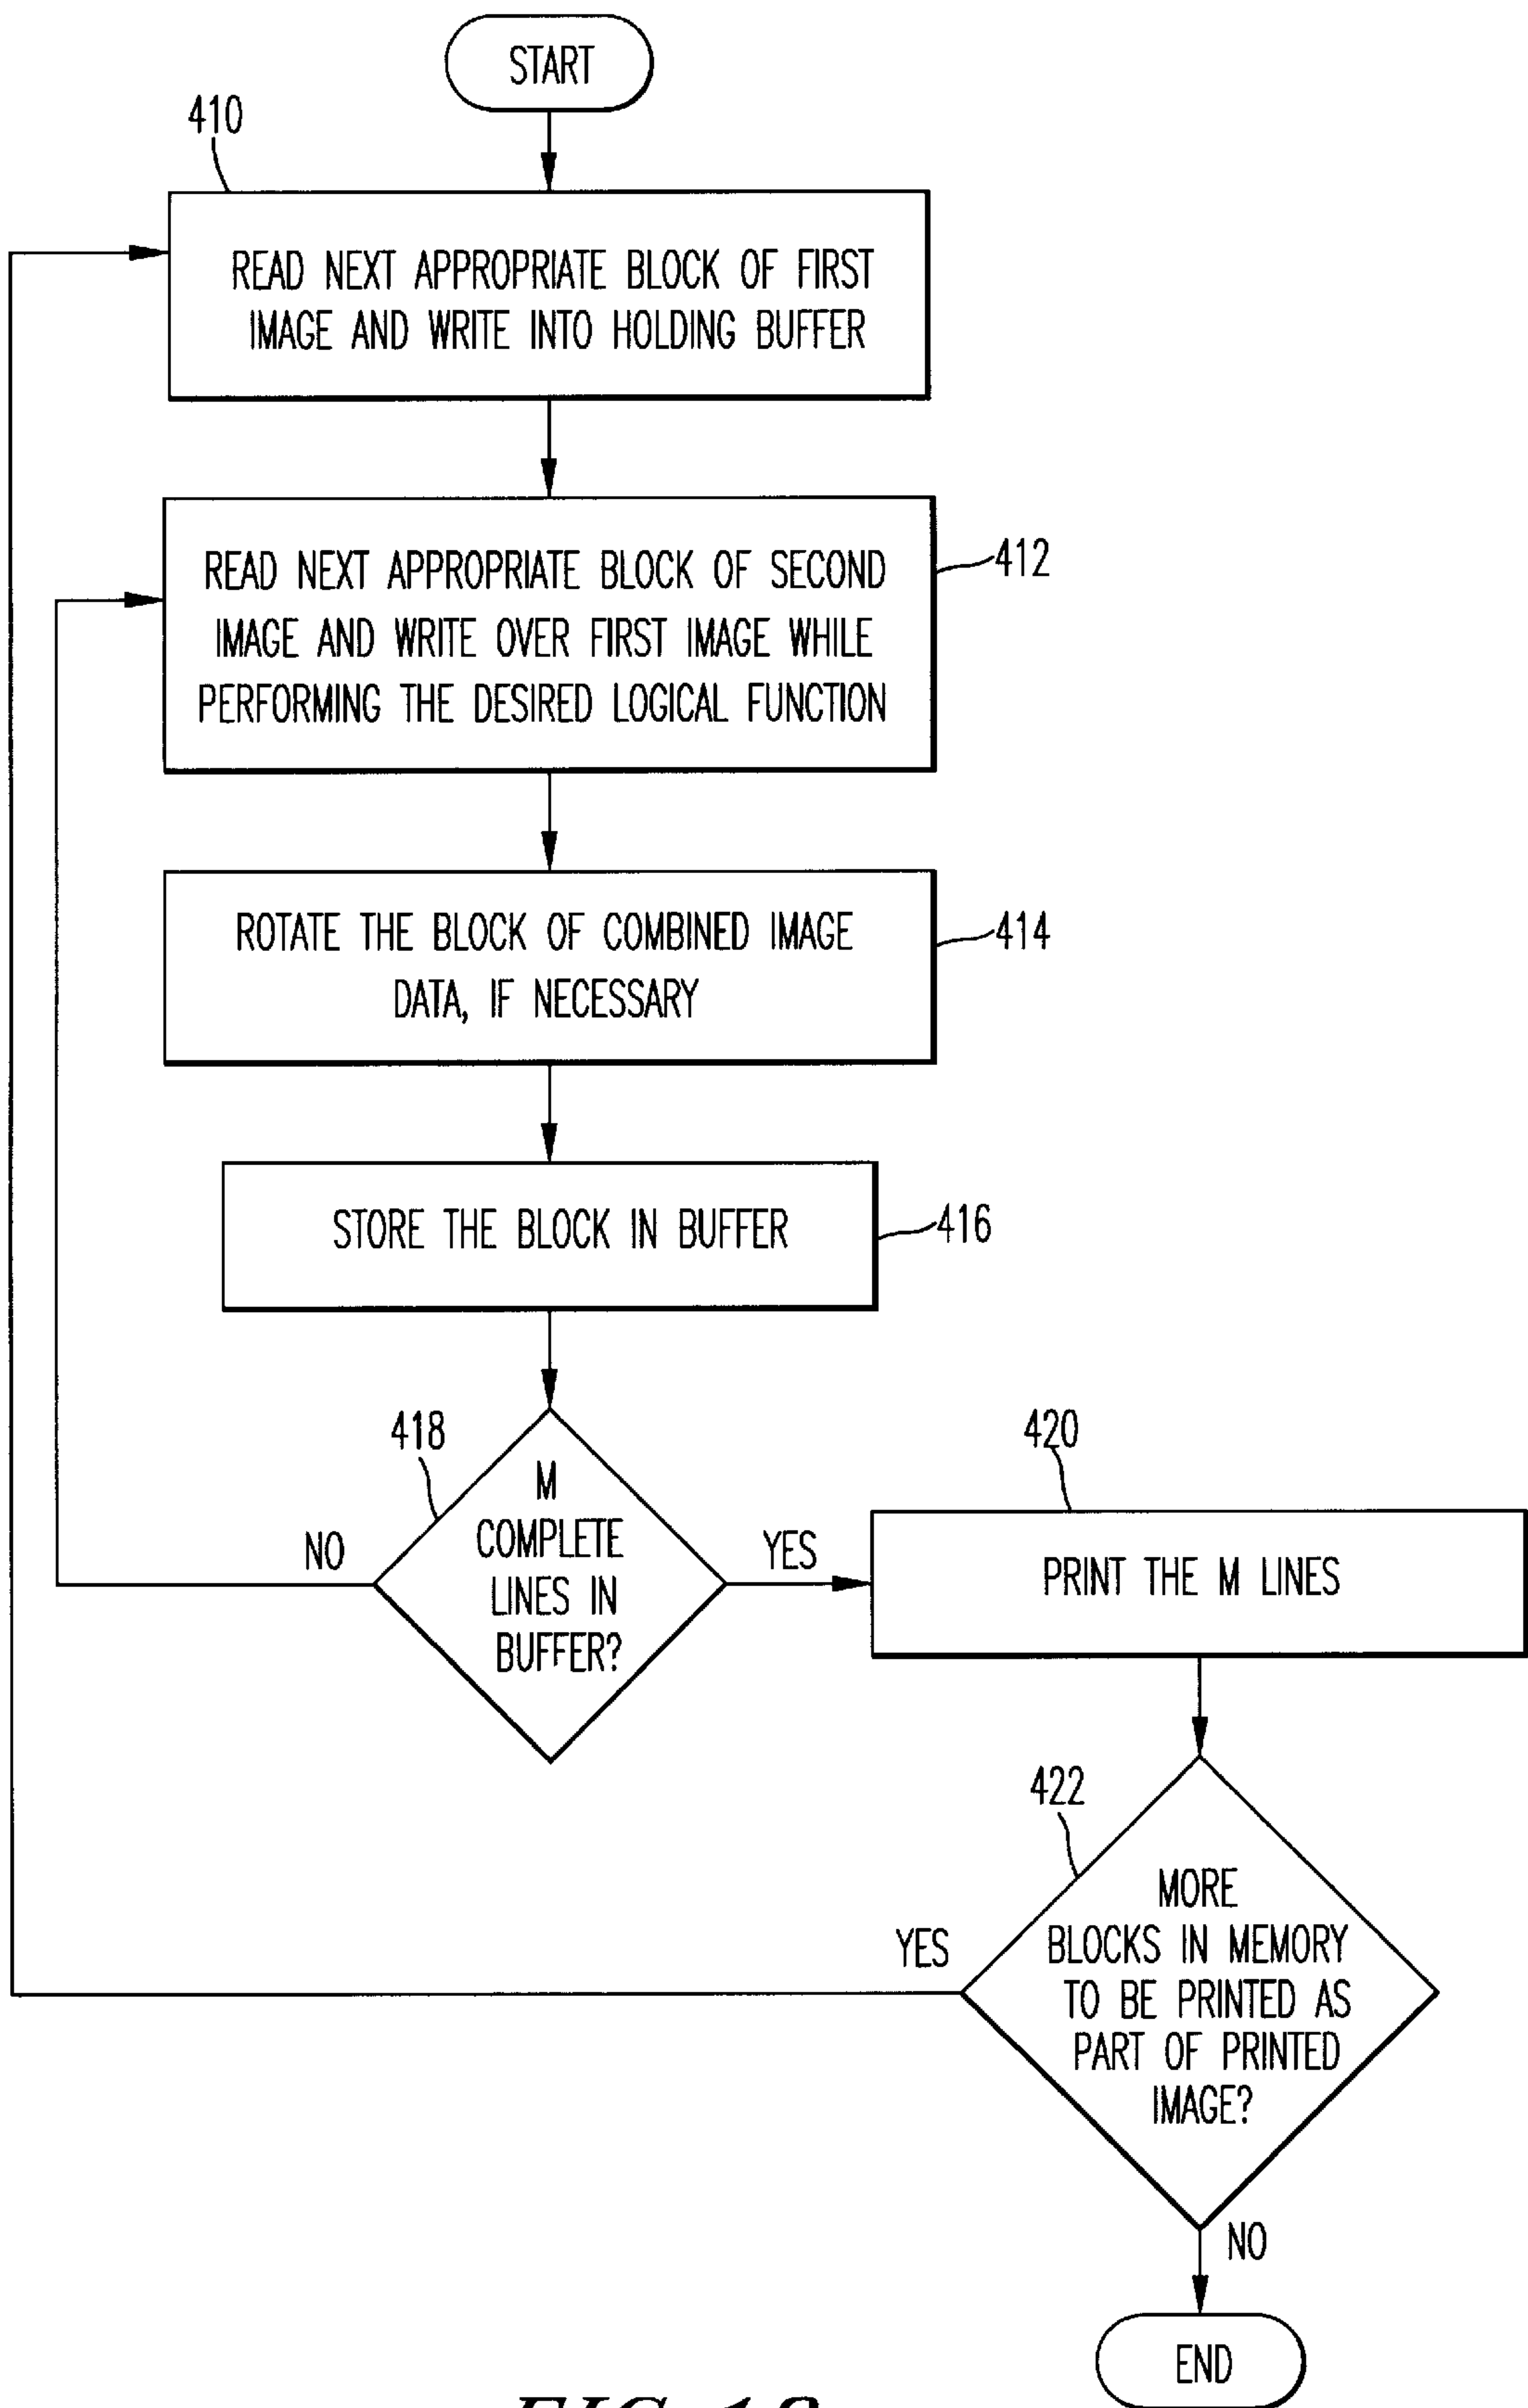 START
410
READ NEXT APPROPRIATE BLOCK OF FIRST
IMAGE AND WRITE INTO HOLDING BUFFER
READ NEXT APPROPRIATE BLOCK OF SECOND
IMAGE AND WRITE OVER FIRST IMAGE WHILE
PERFORMING THE DESIRED LOGICAL FUNCTION
412
ROTATE THE BLOCK OF COMBINED IMAGE
DATA, IF NECESSARY
414
STORE THE BLOCK IN BUFFER
416
418
M
COMPLETE
LINES IN
BUFFER?
NO
YES
420
PRINT THE M LINES
422
MORE
BLOCKS IN MEMORY
TO BE PRINTED AS
PART OF PRINTED
IMAGE?
YES
NO
END